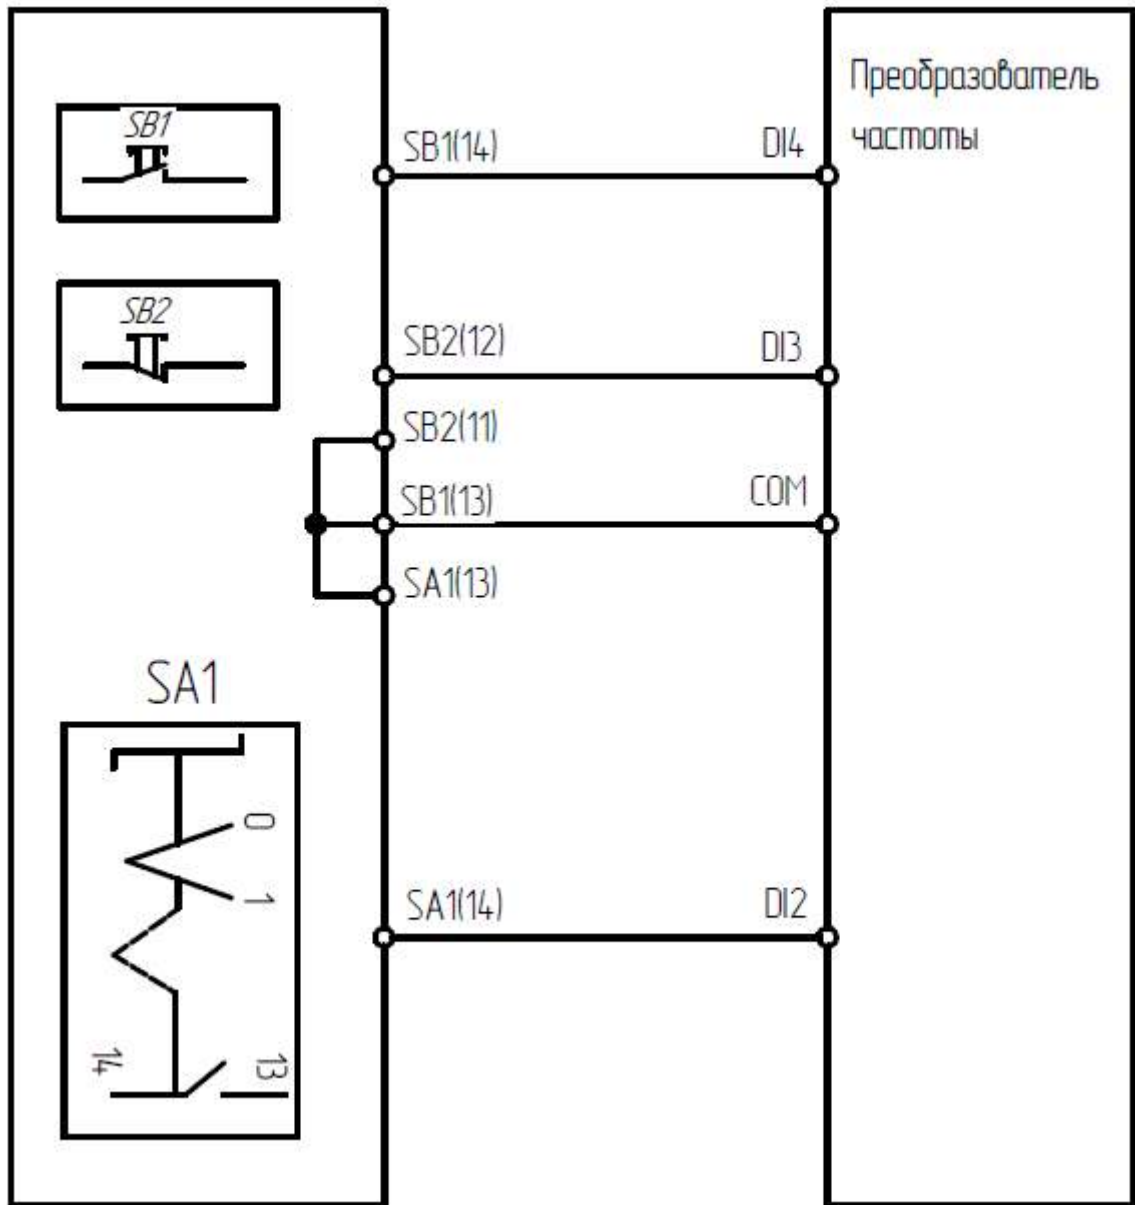 Преобразователь
частоты
SB1
SB1(14)
DI4
SB2
SB2(12)
DI3
SB2(11)
SB1(13)
COM
SA1(13)
SA1
0
1
14
13
SA1(14)
DI2